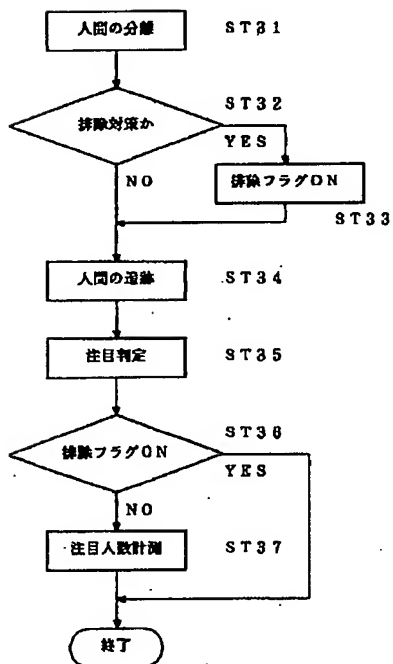 人間の分離 ST31
排除対策か ST32
YES
NO
排除フラグON
ST33
人間の追跡 ST34
注目判定 ST35
排除フラグON ST36
YES
NO
注目人数計測 ST37
終了